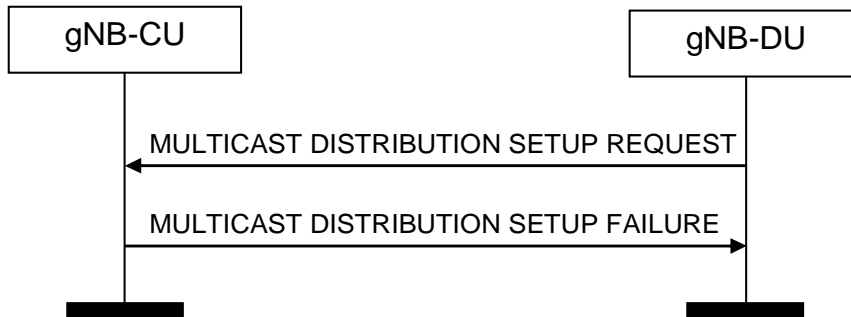 gNB-CU
gNB-DU
MULTICAST DISTRIBUTION SETUP REQUEST
MULTICAST DISTRIBUTION SETUP FAILURE